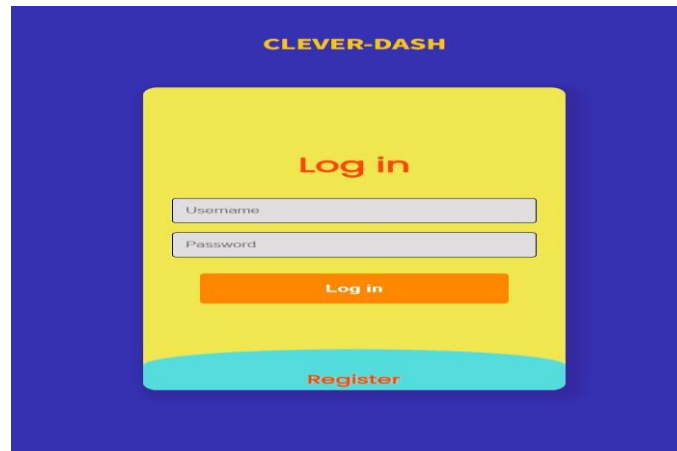 CLEVER-DASH
Log in
Username
Password
Log in
Register